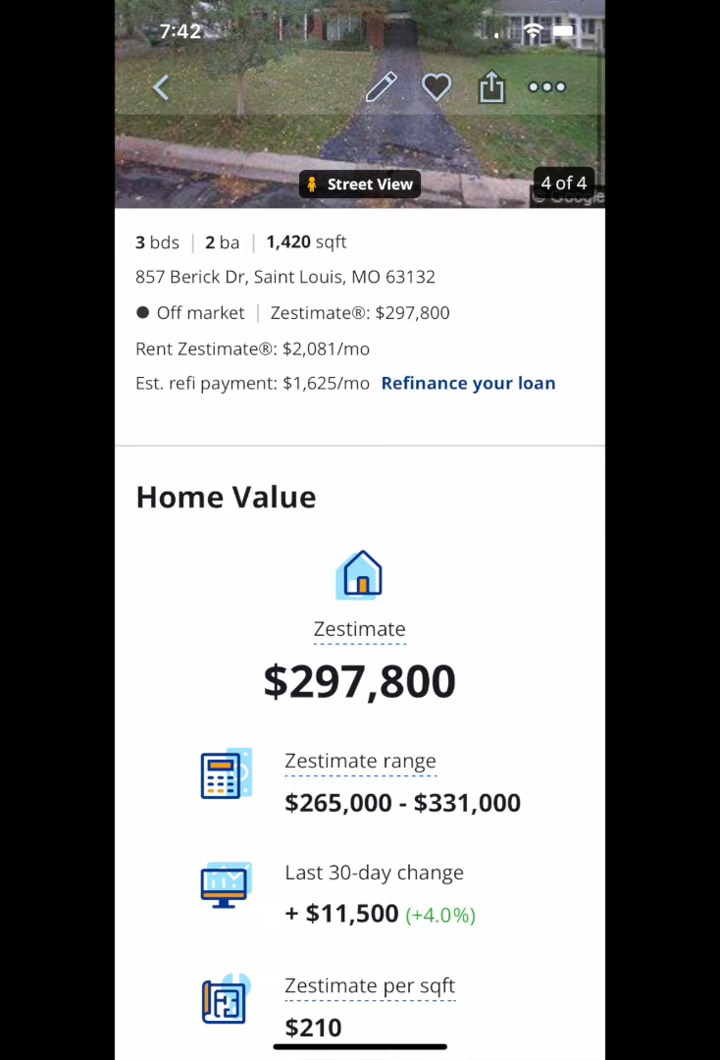 7:42
Street View
4 of 4
© Google
3 bds | 2 ba | 1,420 sqft
857 Berick Dr, Saint Louis, MO 63132
Off market | Zestimate®: $297,800
Rent Zestimate®: $2,081/mo
Est. refi payment: $1,625/mo Refinance your loan
Home Value
Zestimate
$297,800
Zestimate range
$265,000 - $331,000
Last 30-day change
+ $11,500 (+4.0%)
Zestimate per sqft
$210